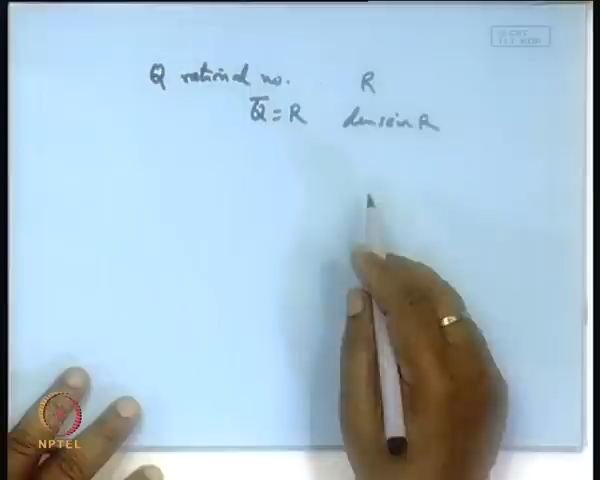 Q rational no. R
Q̅ = R dense in R
NPTEL